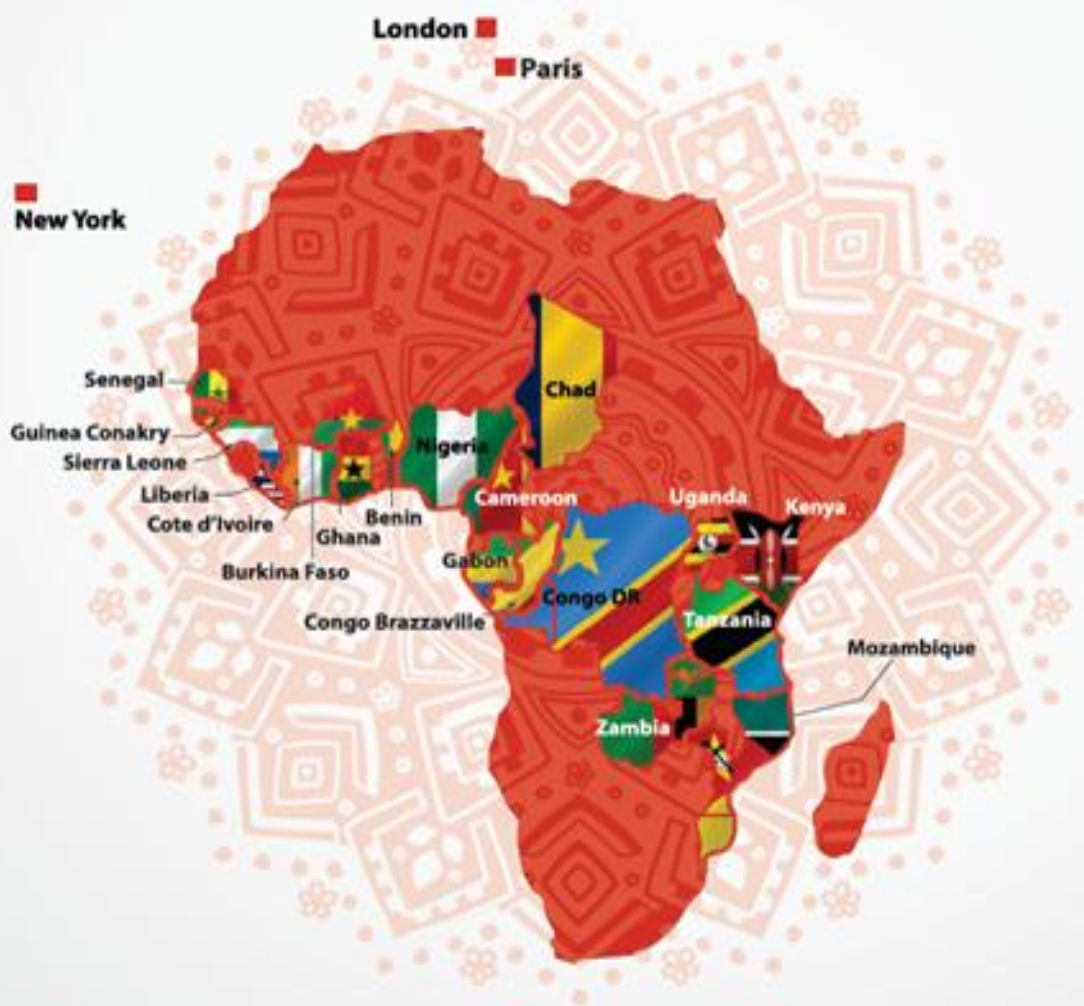 London
Paris
New York
Senegal
Guinea Conakry
Sierra Leone
Liberia
Cote d'Ivoire
Burkina Faso
Ghana
Benin
Nigeria
Chad
Cameroon
Gabon
Congo Brazzaville
Congo DR
Uganda
Kenya
Tanzania
Mozambique
Zambia